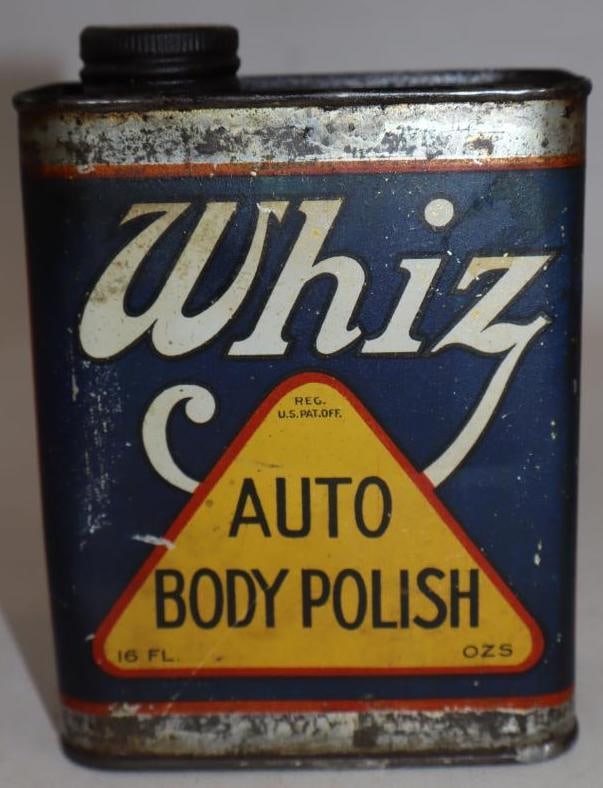 Whiz
REG.
U.S. PAT. OFF.
AUTO
BODY POLISH
16 FL. OZS